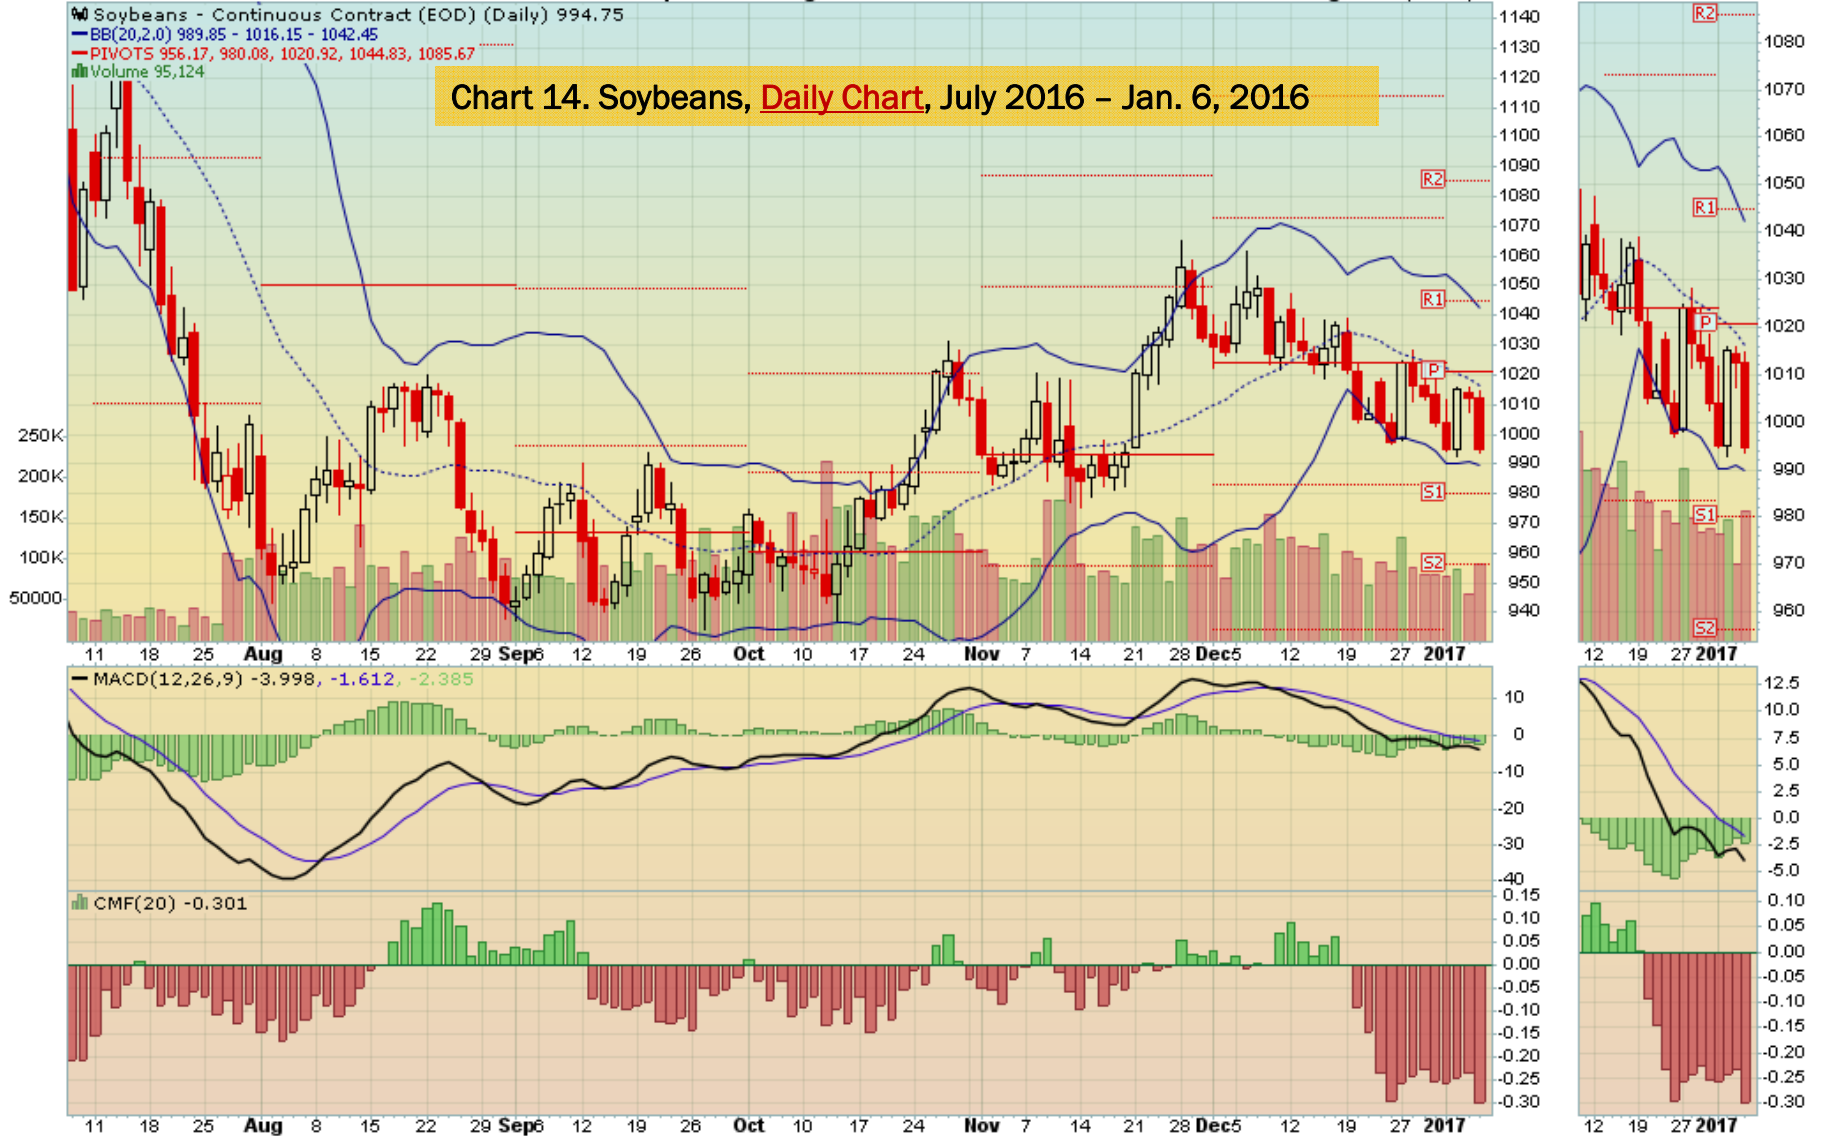 Soybeans - Continuous Contract (EOD) (Daily) 994.75
BB(20,2.0) 989.85 - 1016.15 - 1042.45
PIVOTS 956.17, 980.08, 1020.92, 1044.83, 1085.67
Volume 95,124
Chart 14. Soybeans, Daily Chart, July 2016 – Jan. 6, 2016
1140
1130
1120
1110
1100
1090
1080
1070
1060
1050
1040
1030
1020
1010
1000
990
980
970
960
950
940
250K
200K
150K
100K
50000
R2
R1
P
S1
S2
11 18 25 Aug 8 15 22 29 Sep6 12 19 26 Oct 10 17 24 Nov 7 14 21 28 Dec5 12 19 27 2017
R2
R1
P
S1
S2
1080
1070
1060
1050
1040
1030
1020
1010
1000
990
980
970
960
12 19 27 2017
MACD(12,26,9) -3.998, -1.612, -2.385
10
0
-10
-20
-30
-40
12.5
10.0
7.5
5.0
2.5
0.0
-2.5
-5.0
CMF(20) -0.301
0.15
0.10
0.05
0.00
-0.05
-0.10
-0.15
-0.20
-0.25
-0.30
0.10
0.05
0.00
-0.05
-0.10
-0.15
-0.20
-0.25
-0.30
11 18 25 Aug 8 15 22 29 Sep6 12 19 26 Oct 10 17 24 Nov 7 14 21 28 Dec5 12 19 27 2017
12 19 27 2017